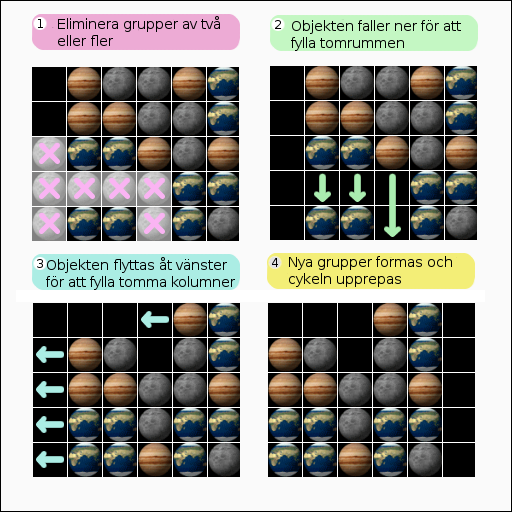 1 Eliminera grupper av två
eller fler
2 Objekten faller ner för att
fylla tomrummen
3 Objekten flyttas åt vänster
för att fylla tomma kolumner
4 Nya grupper formas och
cykeln upprepas